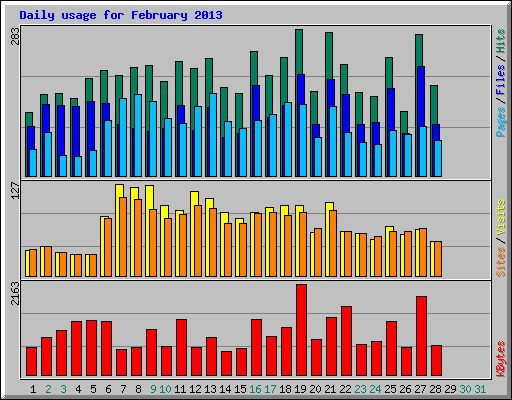 Daily usage for February 2013
283
Pages / Files / Hits
127
Sites / Visits
2163
KBytes
1 2 3 4 5 6 7 8 9 10 11 12 13 14 15 16 17 18 19 20 21 22 23 24 25 26 27 28 29 30 31